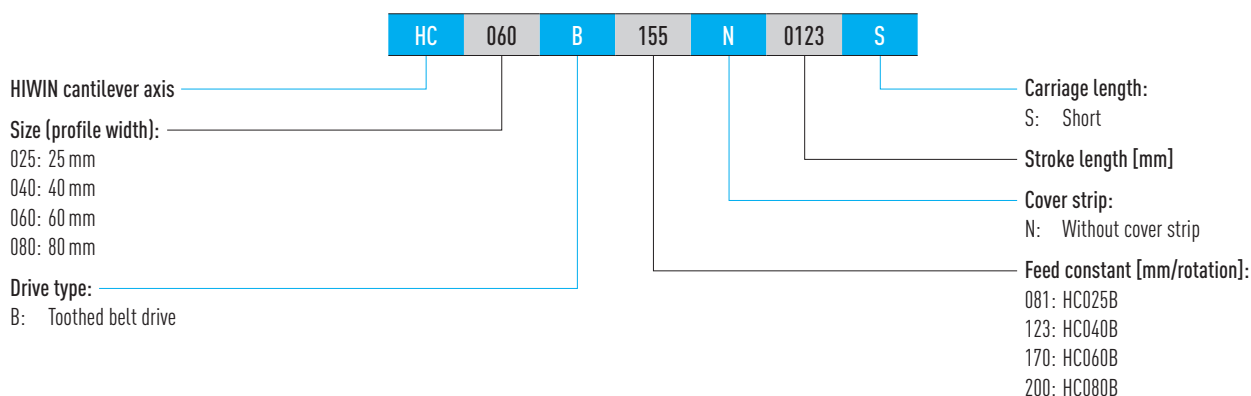 HC 060 B 155 N 0123 S
HIWIN cantilever axis
Size (profile width):
025: 25 mm
040: 40 mm
060: 60 mm
080: 80 mm
Drive type:
B: Toothed belt drive
Carriage length:
S: Short
Stroke length [mm]
Cover strip:
N: Without cover strip
Feed constant [mm/rotation]:
081: HC025B
123: HC040B
170: HC060B
200: HC080B